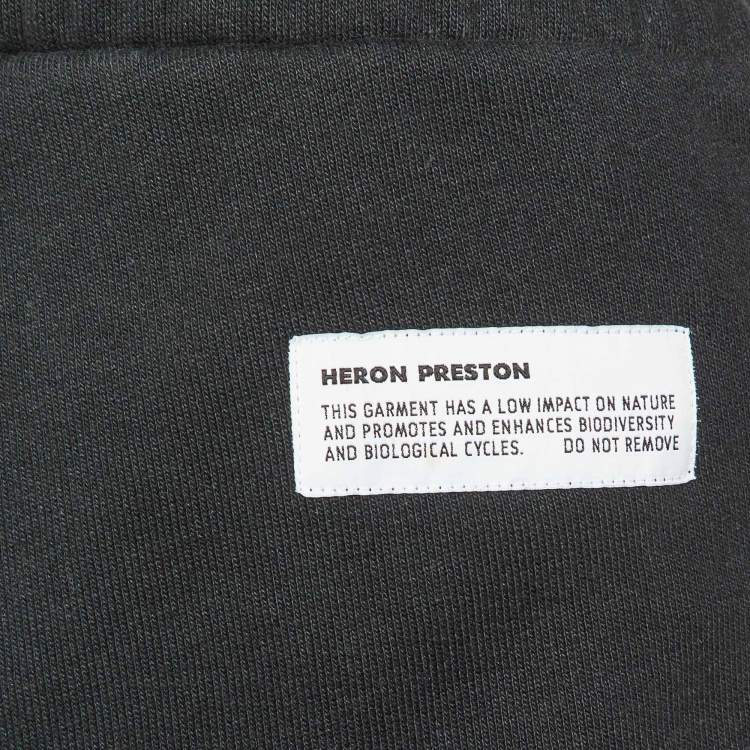 HERON PRESTON
THIS GARMENT HAS A LOW IMPACT ON NATURE
AND PROMOTES AND ENHANCES BIODIVERSITY
AND BIOLOGICAL CYCLES. DO NOT REMOVE